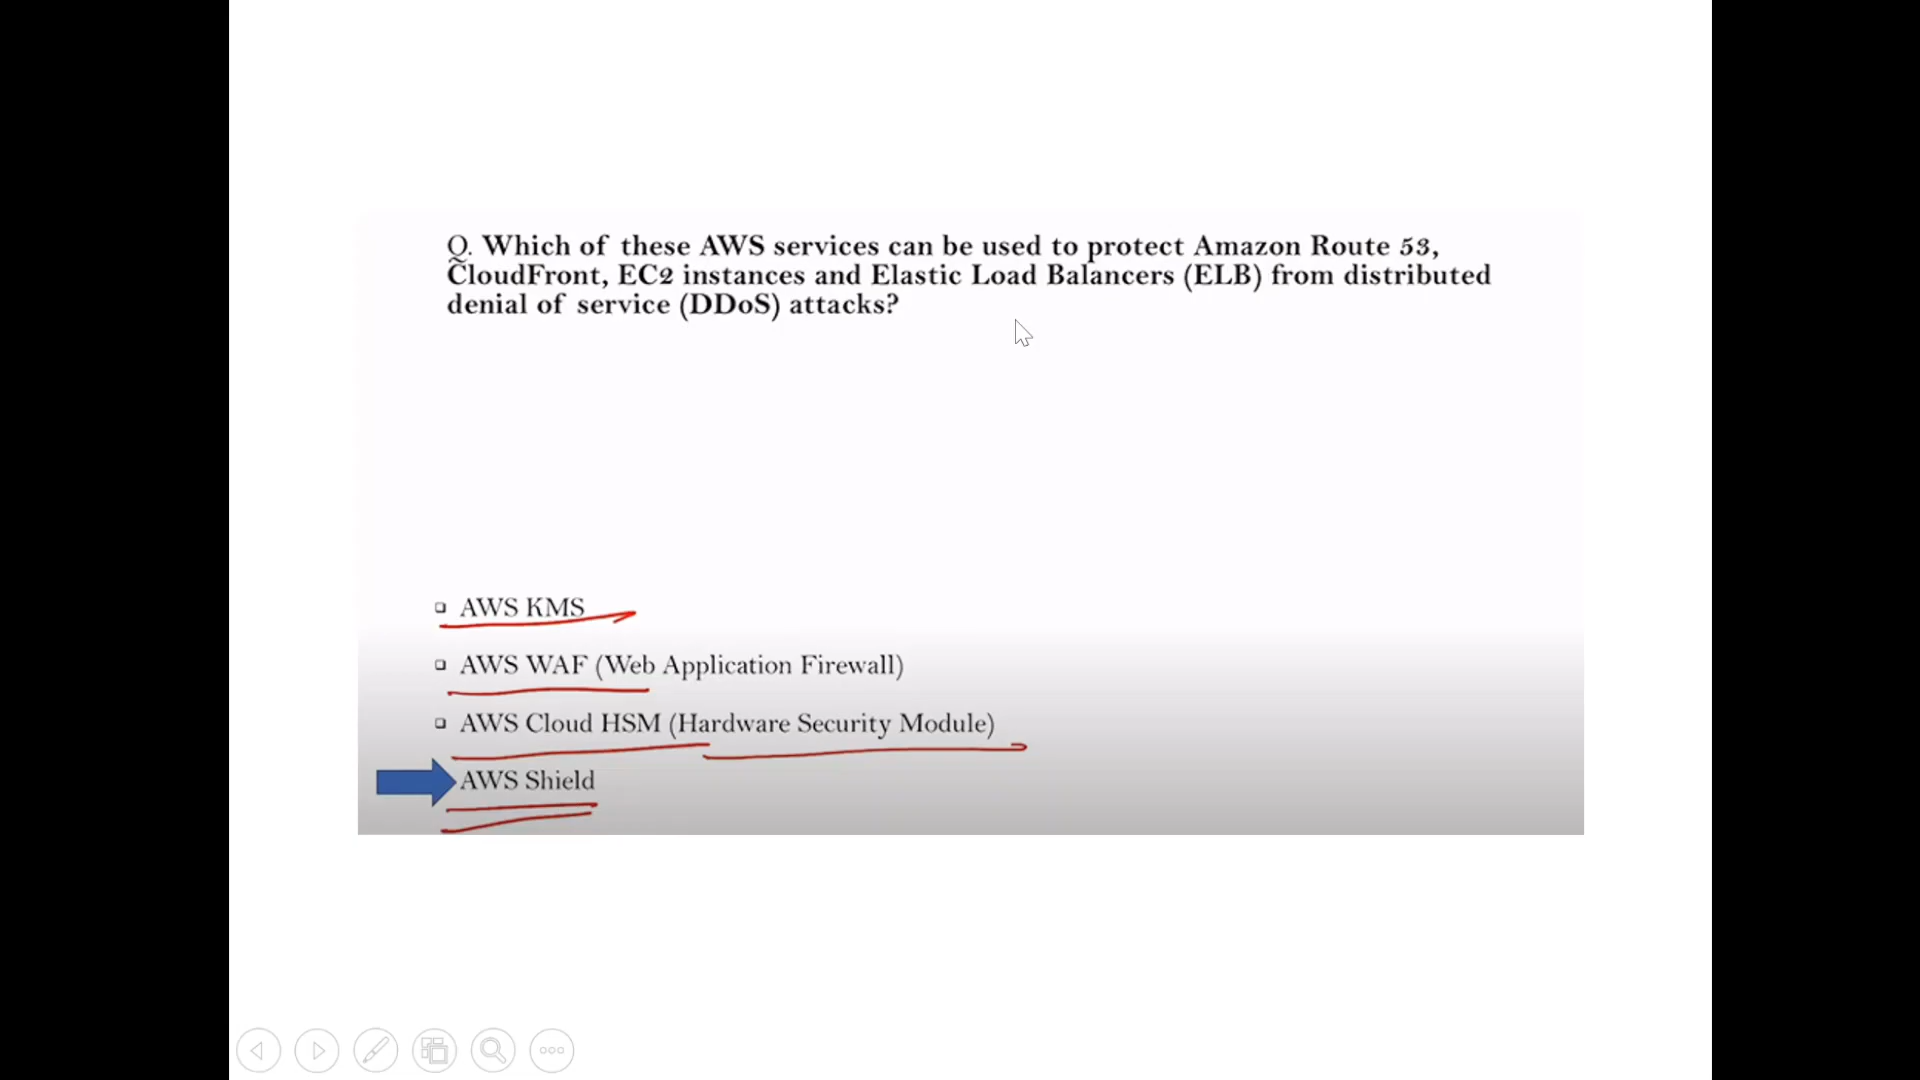 Q. Which of these AWS services can be used to protect Amazon Route 53,
CloudFront, EC2 instances and Elastic Load Balancers (ELB) from distributed
denial of service (DDoS) attacks?
AWS KMS
AWS WAF (Web Application Firewall)
AWS Cloud HSM (Hardware Security Module)
AWS Shield